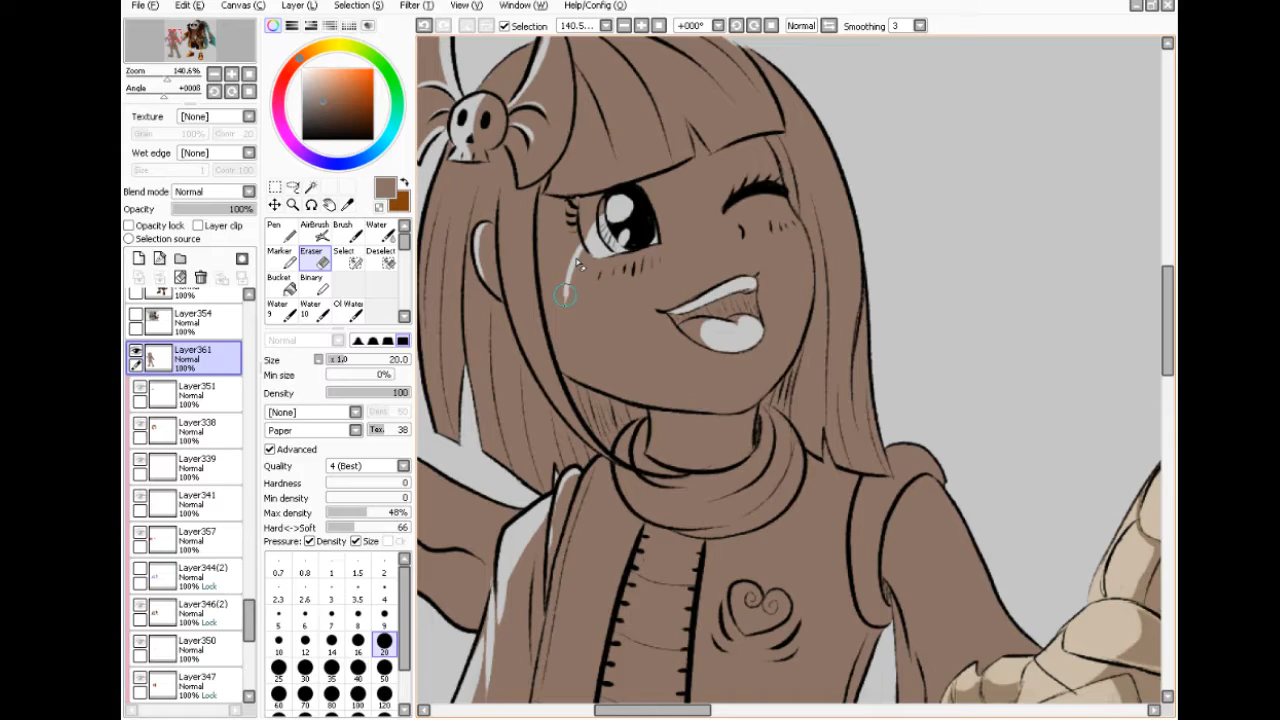 File (F) Edit (E) Canvas (C) Layer (L) Selection (S) Filter (T) View (V) Window (W) Help/Config (O)
Selection 140.5... +000° Normal Smoothing 3
Zoom 140.6%
Angle +000ß
Texture [None]
Grain 100% Contr 20
Wet edge [None]
Size 1 Contr 100
Blend mode Normal
Opacity 100%
Opacity lock Layer clip
Selection source
100%
Layer354
Normal
100%
Layer361
Normal
100%
Layer351
Normal
100%
Layer338
Normal
100%
Layer339
Normal
100%
Layer341
Normal
100%
Layer357
Normal
100%
Layer344(2)
Normal
100% Lock
Layer346(2)
Normal
100% Lock
Layer350
Normal
100%
Layer347
Normal
100% Lock
Pen AirBrush Brush Water
Marker Eraser Select Deselect
Bucket Binary
Water Water Ol Water
9 10
Normal
Size x 1.0 20.0
Min size 0%
Density 100
[None] Dens 50
Paper Tex. 38
Advanced
Quality 4 (Best)
Hardness 0
Min density 0
Max density 48%
Hard<->Soft 66
Pressure: Density Size
0.7 0.8 1 1.5 2
2.3 2.6 3 3.5 4
5 6 7 8 9
10 12 14 16 20
25 30 35 40 50
60 70 80 100 120